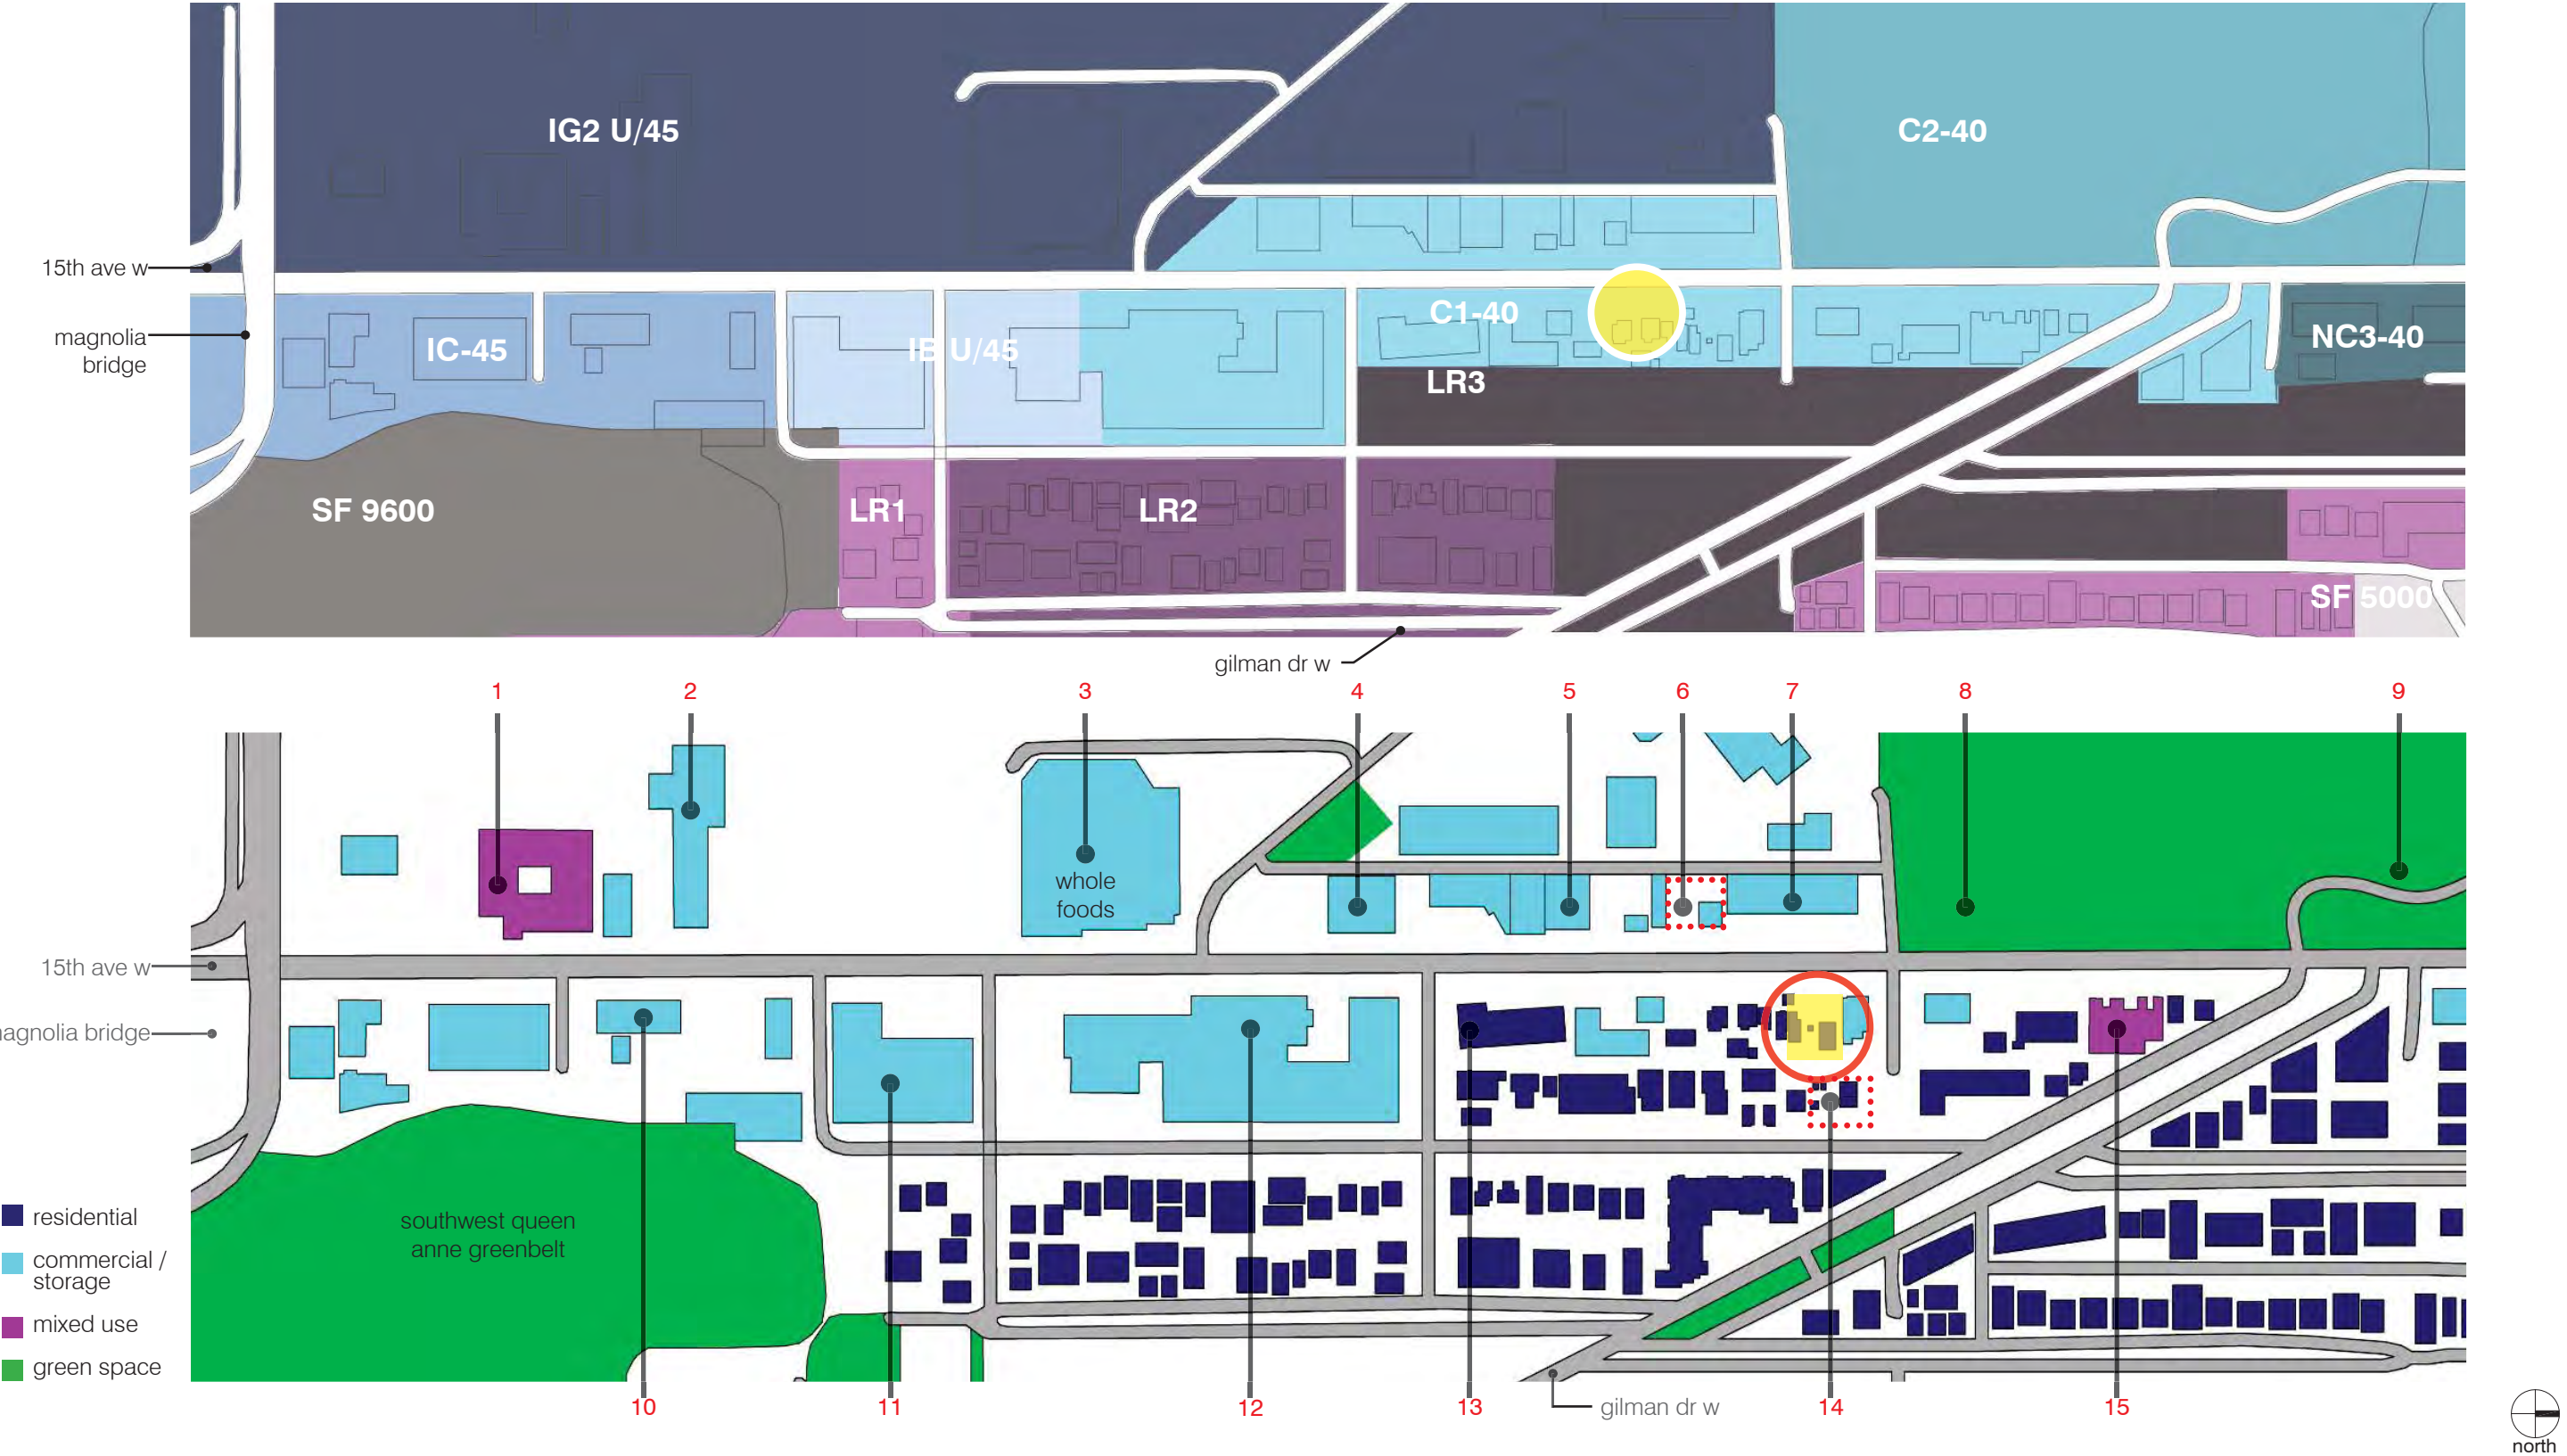 IG2 U/45
C2-40
15th ave w
magnolia
bridge
C1-40
IC-45
IB U/45
NC3-40
LR3
SF 9600
LR1
LR2
SF 5000
gilman dr w
1
2
3
4
5
6
7
8
9
whole
foods
15th ave w
magnolia bridge
southwest queen
anne greenbelt
residential
commercial /
storage
mixed use
green space
10
11
12
13
gilman dr w
14
15
north